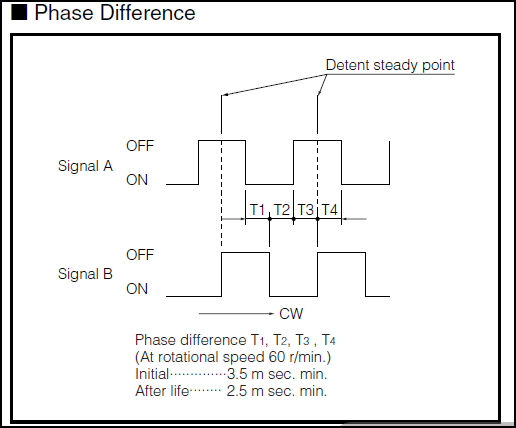 ■ Phase Difference
Detent steady point
OFF
Signal A
ON
T1 T2 T3 T4
OFF
Signal B
ON
CW
Phase difference T1, T2, T3 , T4
(At rotational speed 60 r/min.)
Initial··············3.5 m sec. min.
After life········ 2.5 m sec. min.